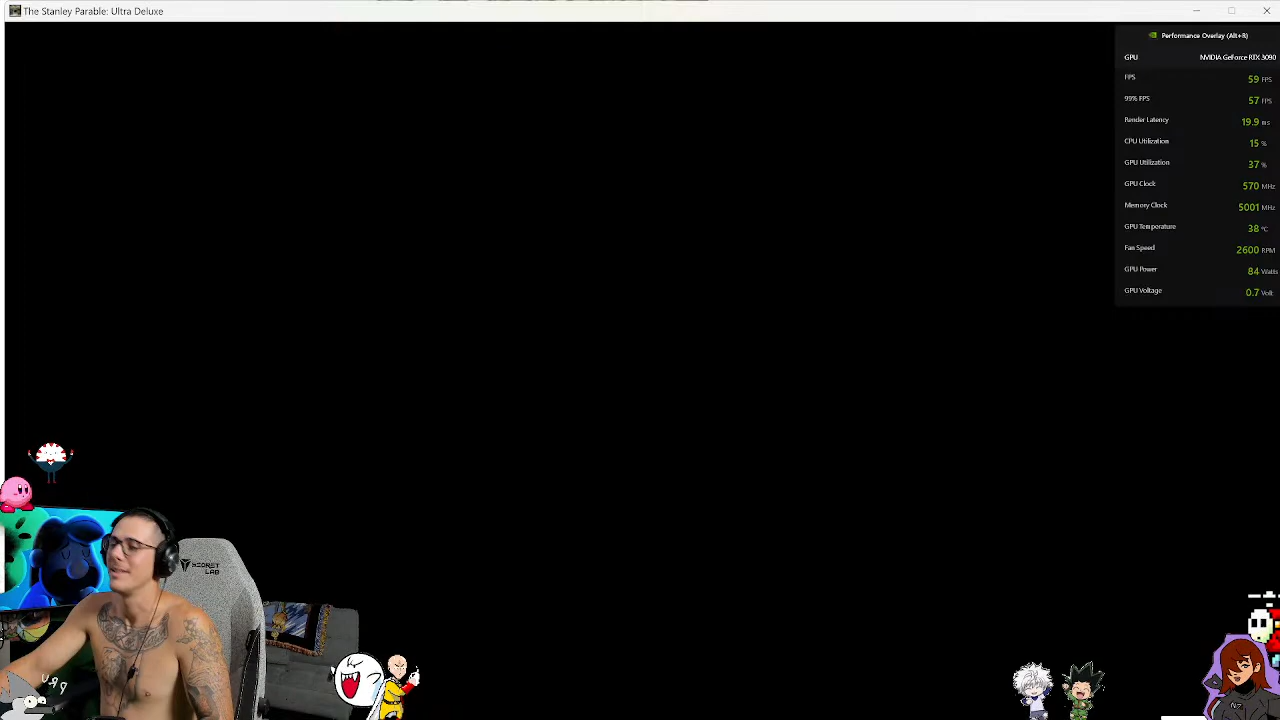 The Stanley Parable: Ultra Deluxe
Performance Overlay (Alt+R)
GPU NVIDIA GeForce RTX 3090
FPS 59 FPS
99% FPS 57 FPS
Render Latency 19.9 ms
CPU Utilization 15 %
GPU Utilization 37 %
GPU Clock 570 MHz
Memory Clock 5001 MHz
GPU Temperature 38 °C
Fan Speed 2600 RPM
GPU Power 84 Watts
GPU Voltage 0.7 Volt
SECRET
LAB